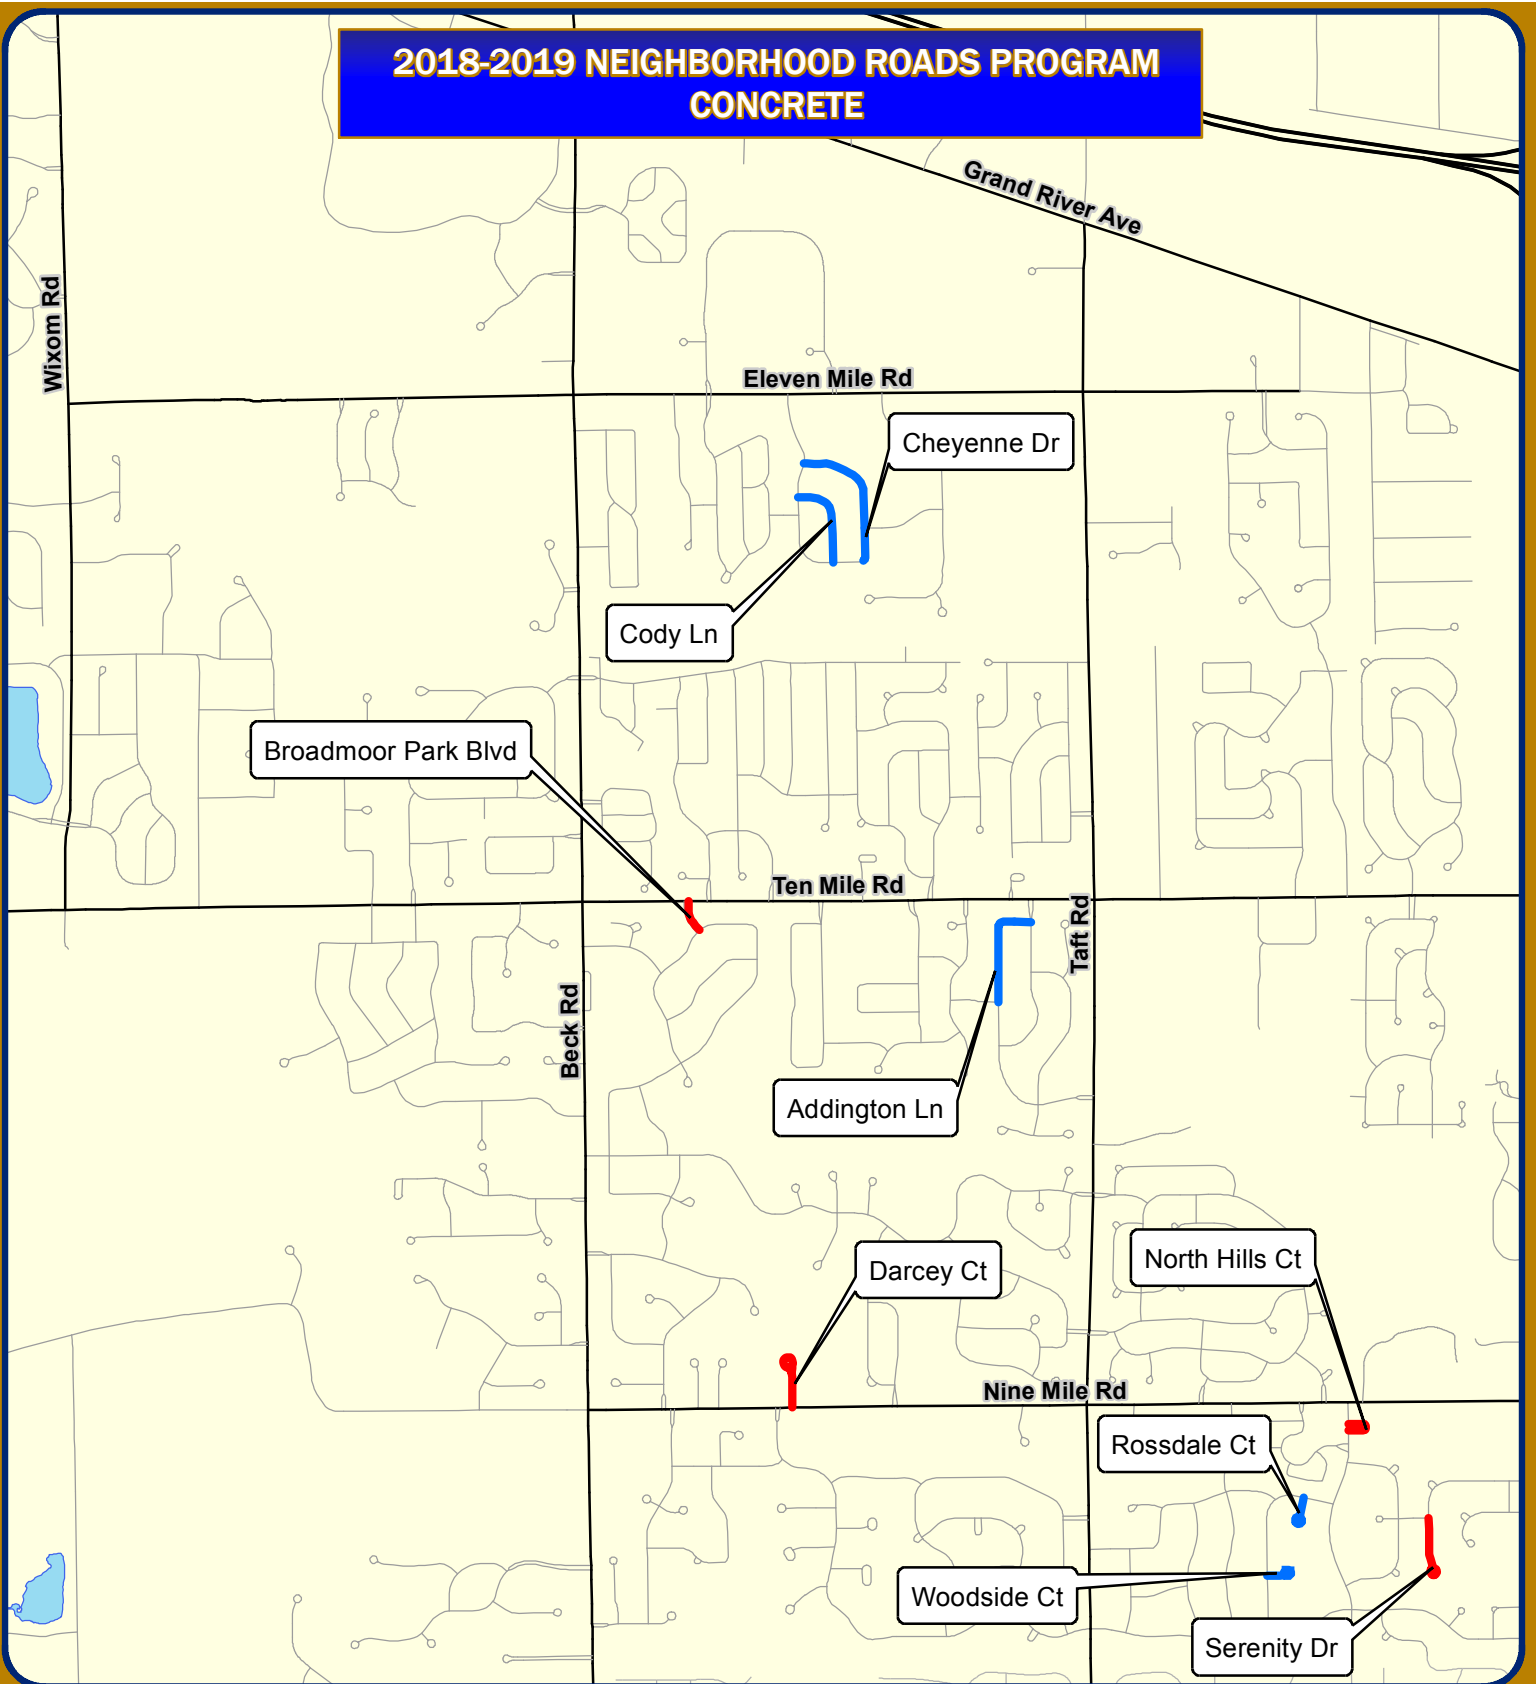 2018-2019 NEIGHBORHOOD ROADS PROGRAM
CONCRETE
Grand River Ave
Wixom Rd
Eleven Mile Rd
Cheyenne Dr
Cody Ln
Broadmoor Park Blvd
Ten Mile Rd
Taft Rd
Beck Rd
Addington Ln
North Hills Ct
Darcey Ct
Nine Mile Rd
Rossdale Ct
Woodside Ct
Serenity Dr